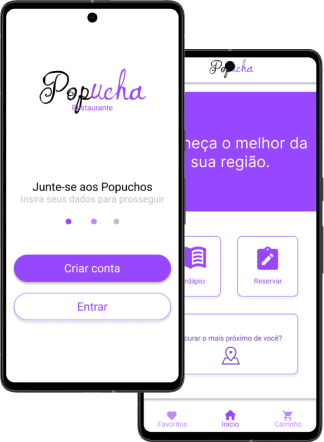 Popucha
Restaurante
Junte-se aos Popuchos
Insira seus dados para prosseguir
Criar conta
Entrar
Popucha
heça o melhor da
sua região.
rdápio
Reservar
curar o mais próximo de você?
Favoritos
Início
Carrinho